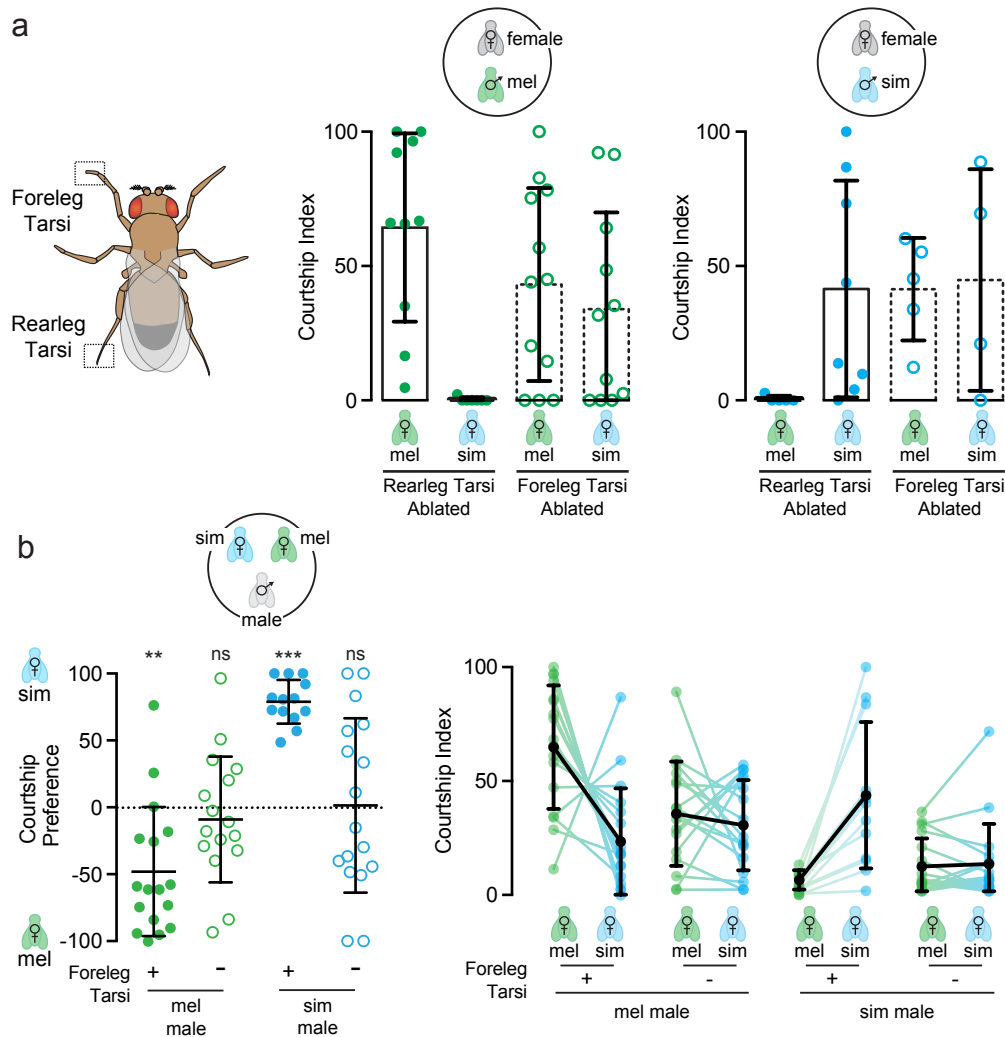 a
female
mel
female
sim
Foreleg
Tarsi
Rearleg
Tarsi
Courtship Index
100
50
0
mel
sim
mel
sim
Rearleg Tarsi
Ablated
Foreleg Tarsi
Ablated
Courtship Index
100
50
0
mel
sim
mel
sim
Rearleg Tarsi
Ablated
Foreleg Tarsi
Ablated
b
sim
mel
male
sim
mel
Courtship
Preference
** ns *** ns
100
50
0
-50
-100
Foreleg
Tarsi
+ - + -
mel
male
sim
male
Courtship Index
100
50
0
mel sim mel sim mel sim mel sim
Foreleg
Tarsi
+ - + -
mel male
sim male